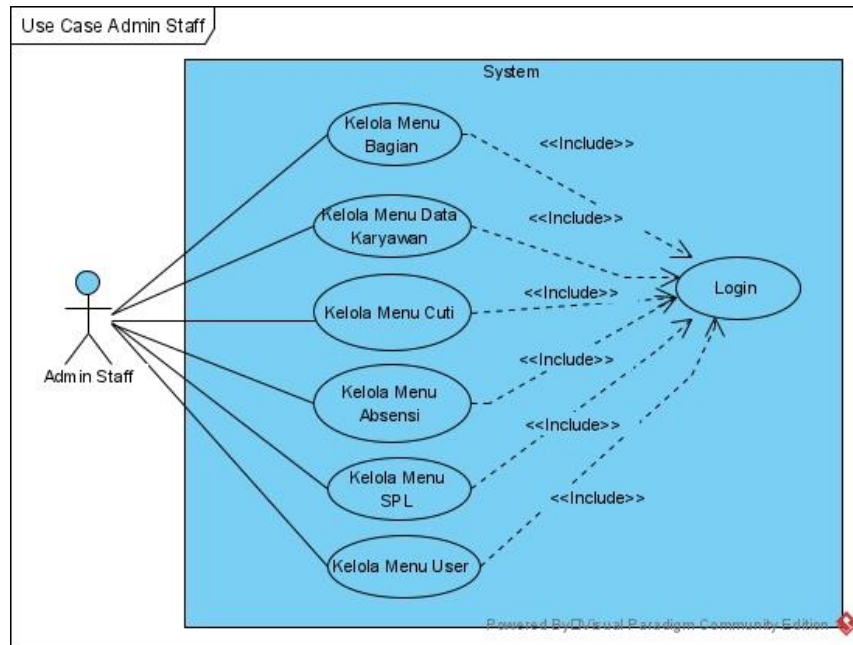 Use Case Admin Staff
System
Kelola Menu
Bagian
<<Include>>
Kelola Menu Data
Karyawan
<<Include>>
Kelola Menu Cuti
<<Include>>
Login
Admin Staff
Kelola Menu
Absensi
<<Include>>
Kelola Menu
SPL
<<Include>>
Kelola Menu User
<<Include>>
Powered By Visual Paradigm Community Edition